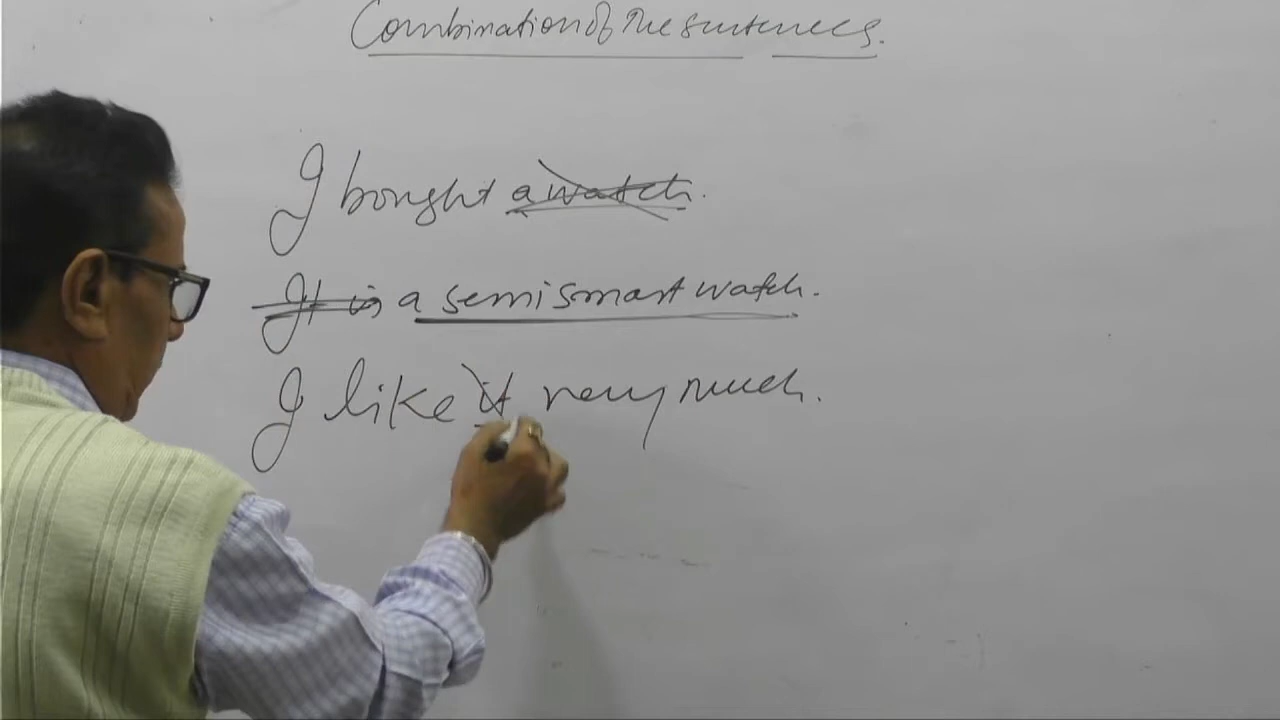 Combination of the sentences.
I bought a watch.
It is a semi smart watch.
I like it very much.